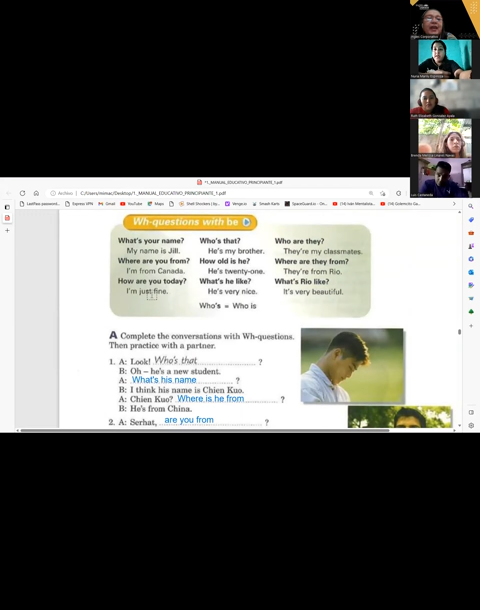 *1_MANUAL_EDUCATIVO_PRINCIPIANTE_1.pdf
Archivo | C:/Users/mimac/Desktop/1_MANUAL_EDUCATIVO_PRINCIPIANTE_1.pdf
LastPass password... Express VPN Gmail YouTube Maps
Wh-questions with be
What's your name?
My name is Jill.
Where are you from?
I'm from Canada.
How are you today?
I'm just fine.
Who's that?
He's my brother.
How old is he?
He's twenty-one.
What's he like?
He's very nice.
Who are they?
They're my classmates.
Where are they from?
They're from Rio.
What's Rio like?
It's very beautiful.
Who's = Who is
A Complete the conversations with Wh-questions.
Then practice with a partner.
1. A: Look! Who's that ?
B: Oh – he's a new student.
A: What's his name ?
B: I think his name is Chien Kuo.
A: Chien Kuo? Where is he from ?
B: He's from China.
2. A: Serhat, are you from ?